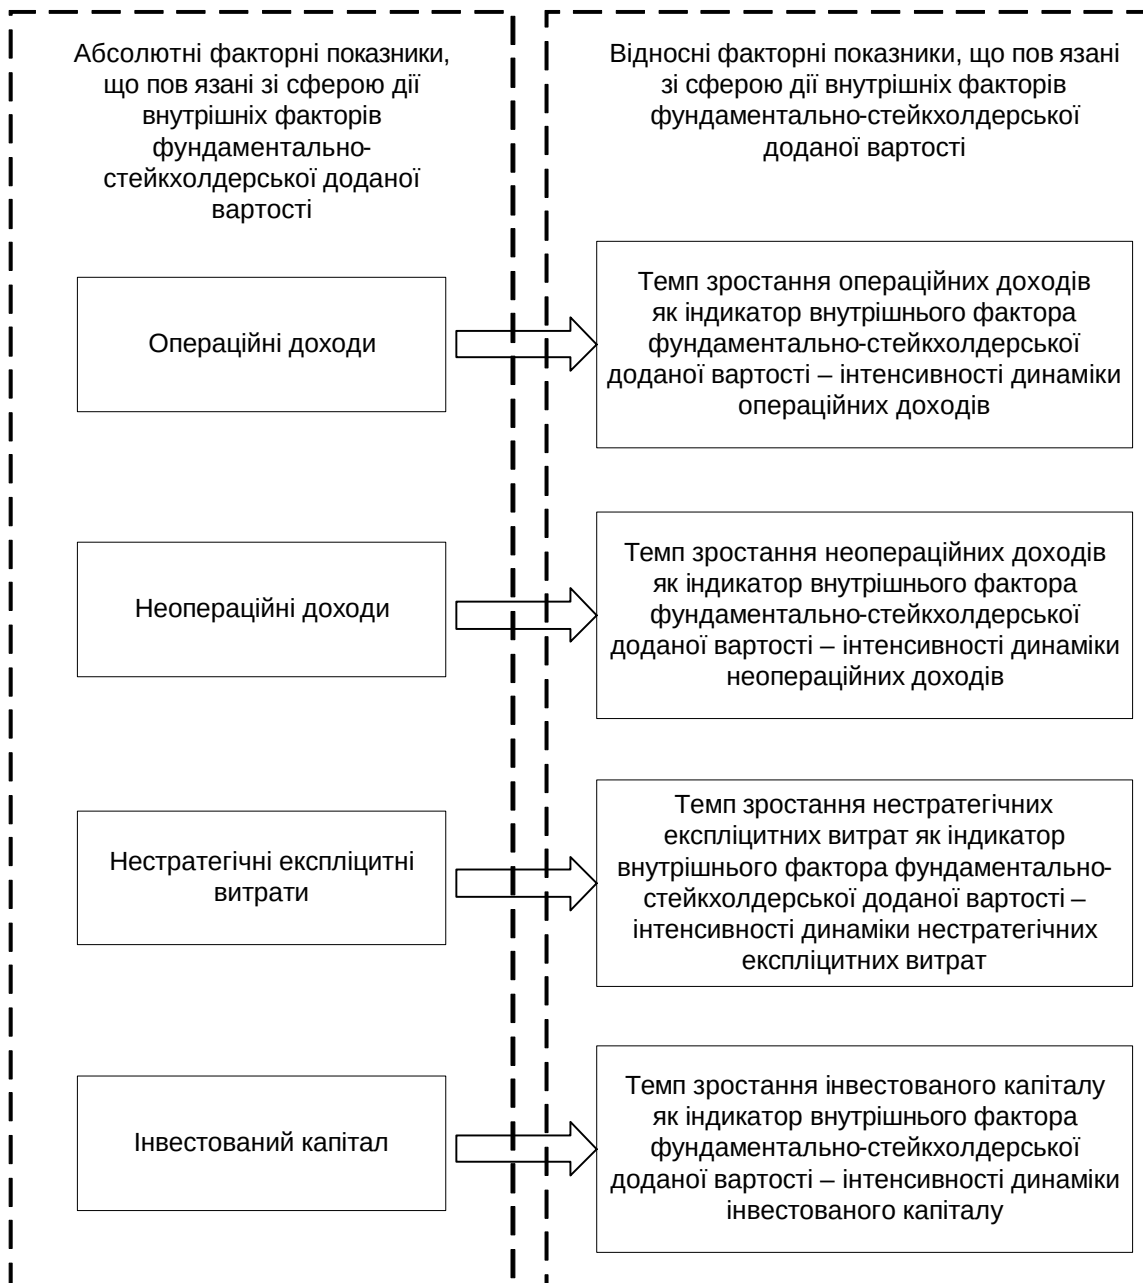 Абсолютні факторні показники,
що пов язані зі сферою дії
внутрішніх факторів
фундаментально-
стейкхолдерської доданої
вартості
Відносні факторні показники, що пов язані
зі сферою дії внутрішніх факторів
фундаментально-стейкхолдерської
доданої вартості
Операційні доходи
Темп зростання операційних доходів
як індикатор внутрішнього фактора
фундаментально-стейкхолдерської
доданої вартості – інтенсивності динаміки
операційних доходів
Неопераційні доходи
Темп зростання неопераційних доходів
як індикатор внутрішнього фактора
фундаментально-стейкхолдерської
доданої вартості – інтенсивності динаміки
неопераційних доходів
Нестратегічні експліцитні
витрати
Темп зростання нестратегічних
експліцитних витрат як індикатор
внутрішнього фактора фундаментально-
стейкхолдерської доданої вартості –
інтенсивності динаміки нестратегічних
експліцитних витрат
Інвестований капітал
Темп зростання інвестованого капіталу
як індикатор внутрішнього фактора
фундаментально-стейкхолдерської
доданої вартості – інтенсивності динаміки
інвестованого капіталу